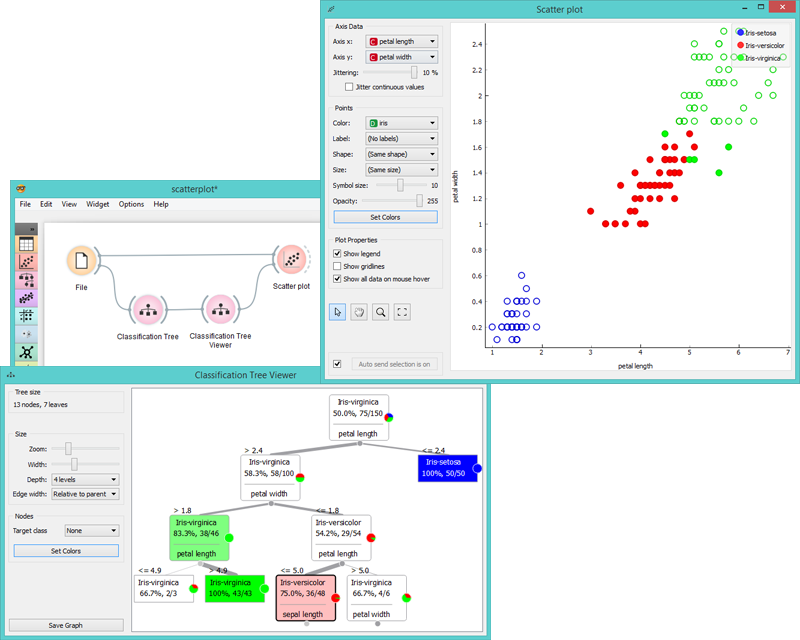 Scatter plot
Axis Data
Axis x:
C
petal length
Axis y:
C
petal width
Jittering:
10 %
Jitter continuous values
Points
Color:
D
iris
Label:
(No labels)
Shape:
(Same shape)
Size:
(Same size)
Symbol size:
10
Opacity:
255
Set Colors
Plot Properties
Show legend
Show gridlines
Show all data on mouse hover
Auto send selection is on
Iris-setosa
Iris-versicolor
Iris-virginica
petal width
2.4
2.2
2
1.8
1.6
1.4
1.2
1
0.8
0.6
0.4
0.2
1
2
3
4
5
6
7
petal length
scatterplot*
File Edit View Widget Options Help
File
Scatter plot
Classification Tree
Classification Tree
Viewer
Classification Tree Viewer
Tree size
13 nodes, 7 leaves
Size
Zoom:
Width:
Depth:
4 levels
Edge width:
Relative to parent
Nodes
Target class
None
Set Colors
Save Graph
Iris-virginica
50.0%, 75/150
petal length
> 2.4
<= 2.4
Iris-virginica
58.3%, 58/100
petal width
Iris-setosa
100%, 50/50
> 1.8
<= 1.8
Iris-virginica
83.3%, 38/46
petal length
Iris-versicolor
54.2%, 29/54
petal length
<= 4.9
> 4.9
<= 5.0
> 5.0
Iris-virginica
66.7%, 2/3
Iris-virginica
100%, 43/43
Iris-versicolor
75.0%, 36/48
sepal length
Iris-virginica
66.7%, 4/6
petal width